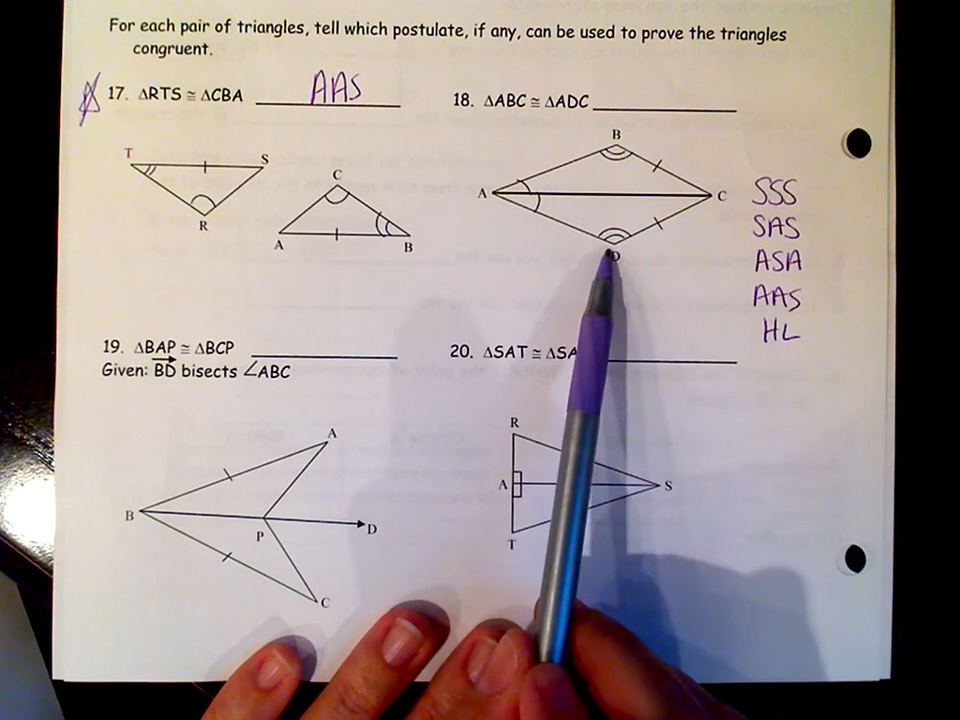 For each pair of triangles, tell which postulate, if any, can be used to prove the triangles
congruent.
17. ΔRTS ≅ ΔCBA AAS
18. ΔABC ≅ ΔADC
T
S
R
C
A
B
B
A
C
D
SSS
SAS
ASA
AAS
HL
19. ΔBAP ≅ ΔBCP
Given: BD bisects ∠ABC
20. ΔSAT ≅ ΔSA
A
B
P
D
C
R
A
S
T